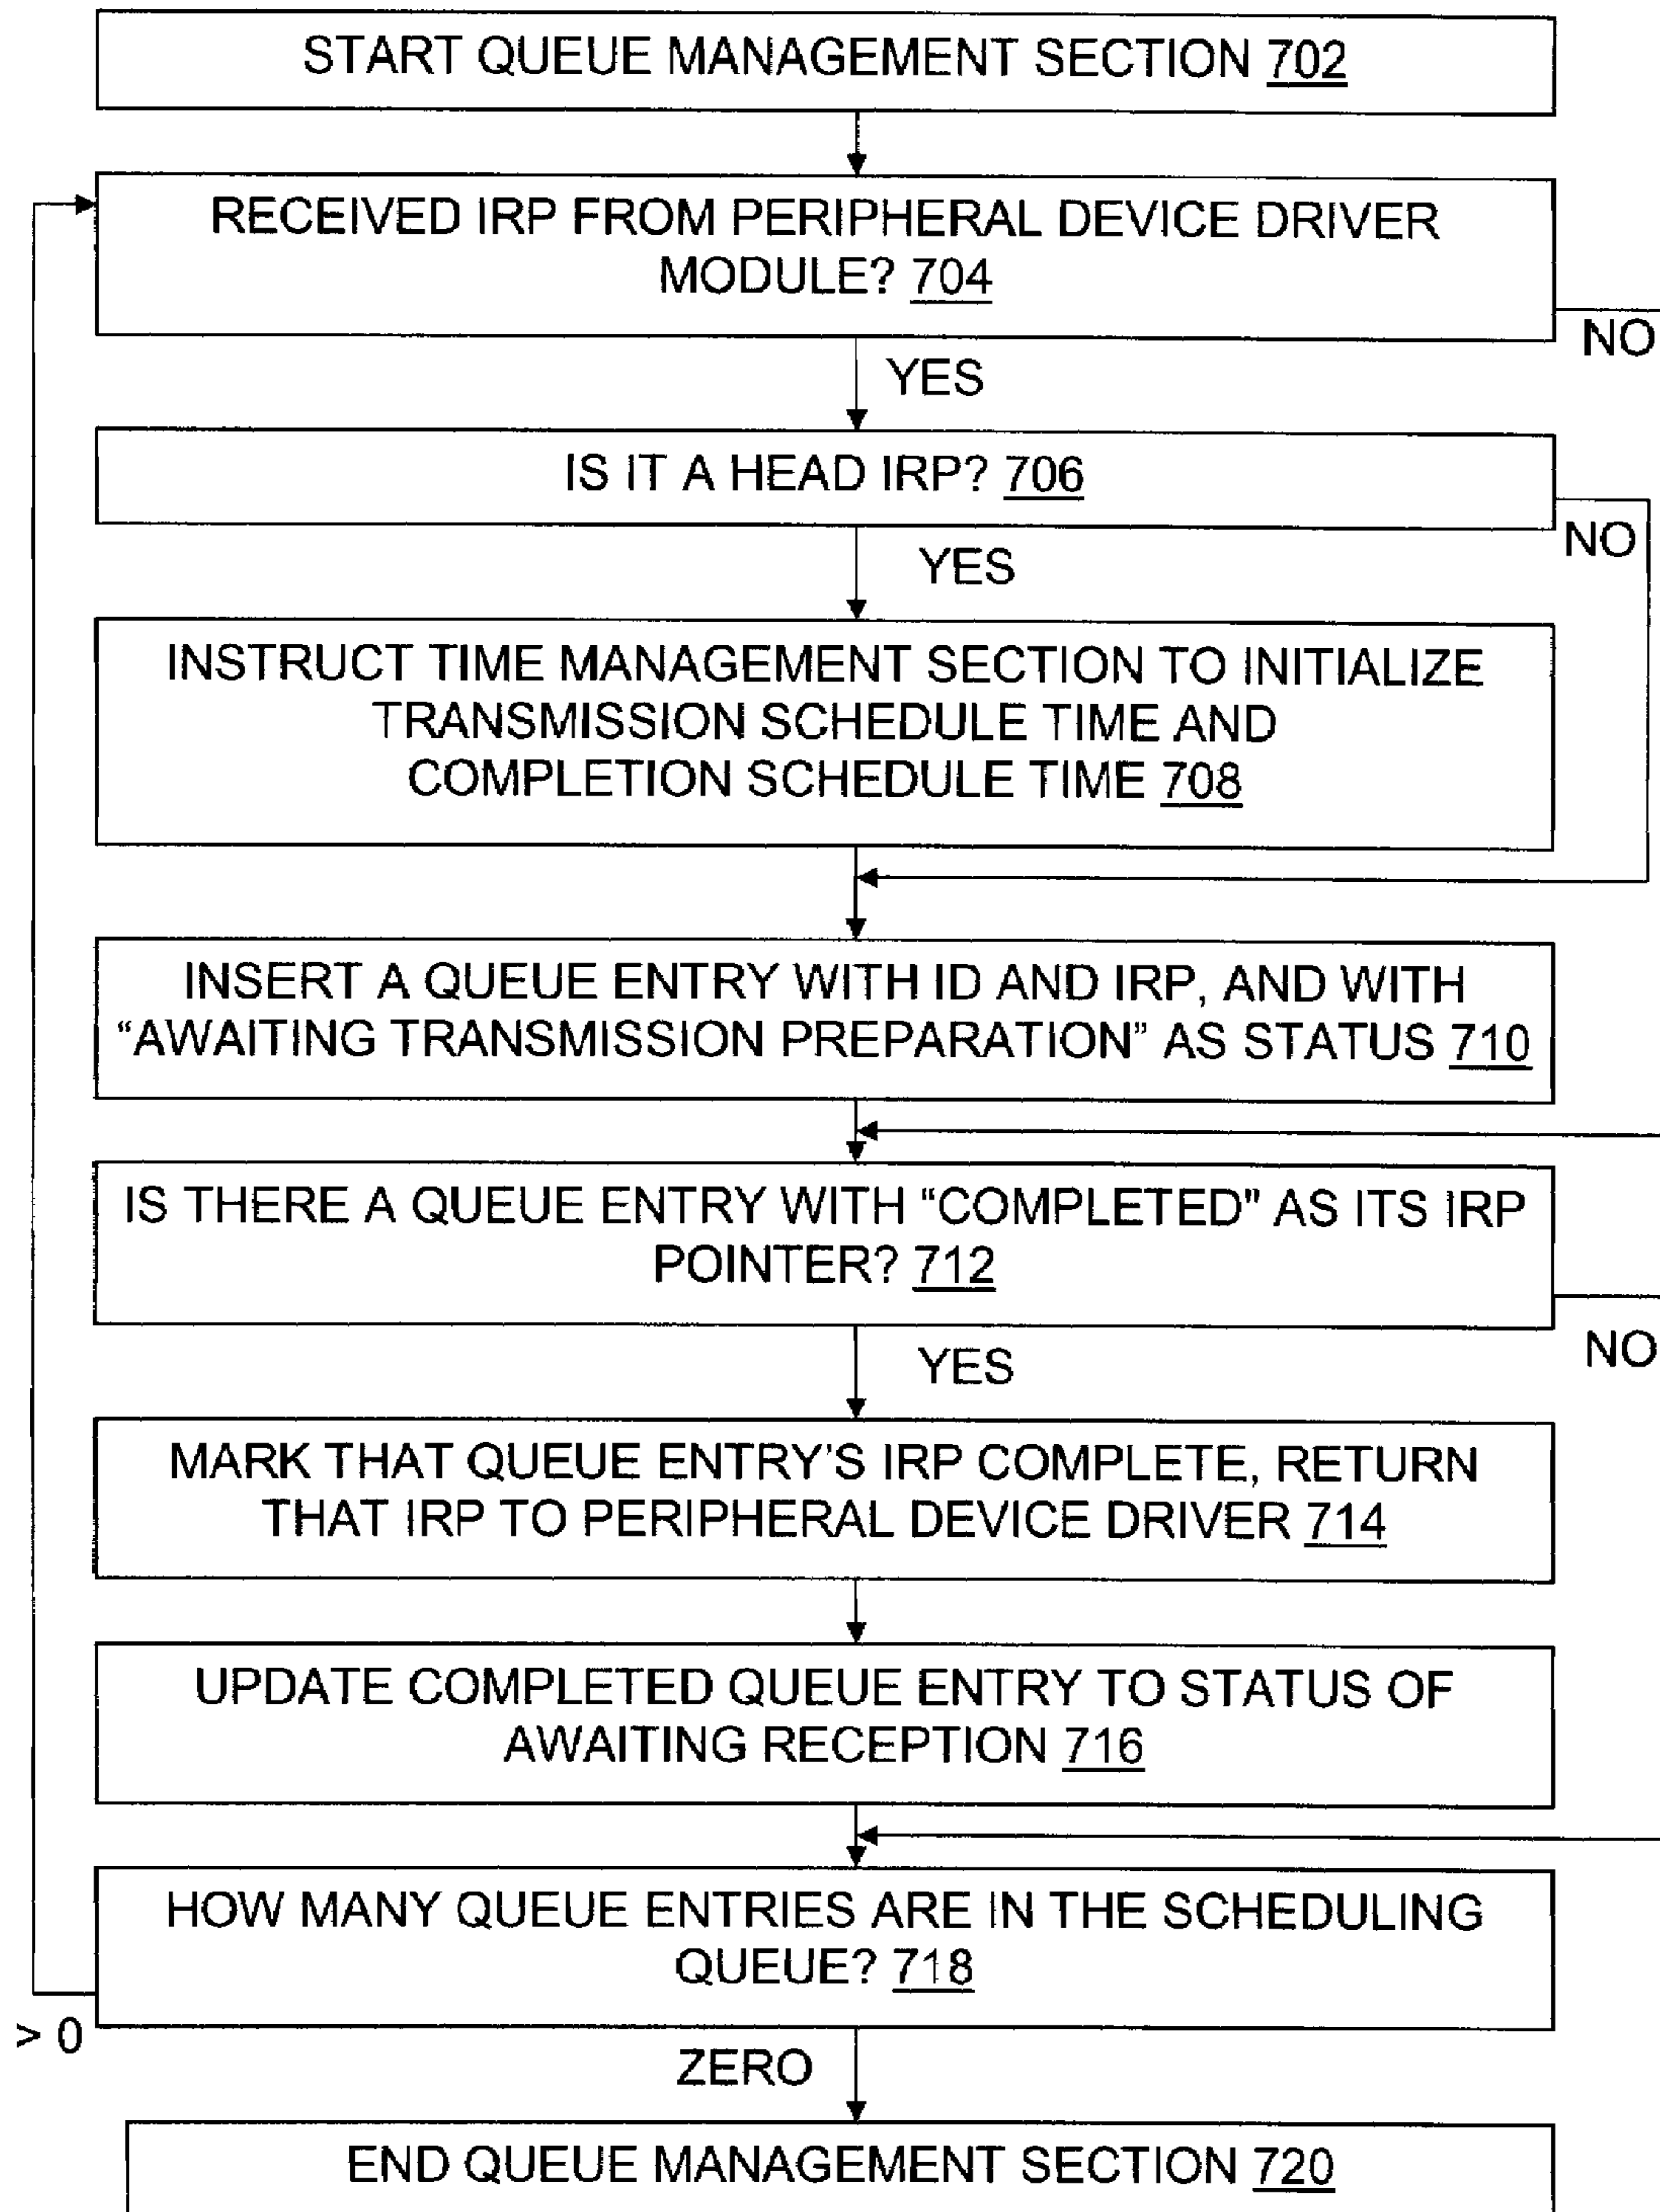 START QUEUE MANAGEMENT SECTION 702
RECEIVED IRP FROM PERIPHERAL DEVICE DRIVER
MODULE? 704
NO
YES
IS IT A HEAD IRP? 706
NO
YES
INSTRUCT TIME MANAGEMENT SECTION TO INITIALIZE
TRANSMISSION SCHEDULE TIME AND
COMPLETION SCHEDULE TIME 708
INSERT A QUEUE ENTRY WITH ID AND IRP, AND WITH
“AWAITING TRANSMISSION PREPARATION” AS STATUS 710
IS THERE A QUEUE ENTRY WITH “COMPLETED" AS ITS IRP
POINTER? 712
NO
YES
MARK THAT QUEUE ENTRY’S IRP COMPLETE, RETURN
THAT IRP TO PERIPHERAL DEVICE DRIVER 714
UPDATE COMPLETED QUEUE ENTRY TO STATUS OF
AWAITING RECEPTION 716
HOW MANY QUEUE ENTRIES ARE IN THE SCHEDULING
QUEUE? 718
> 0
ZERO
END QUEUE MANAGEMENT SECTION 720